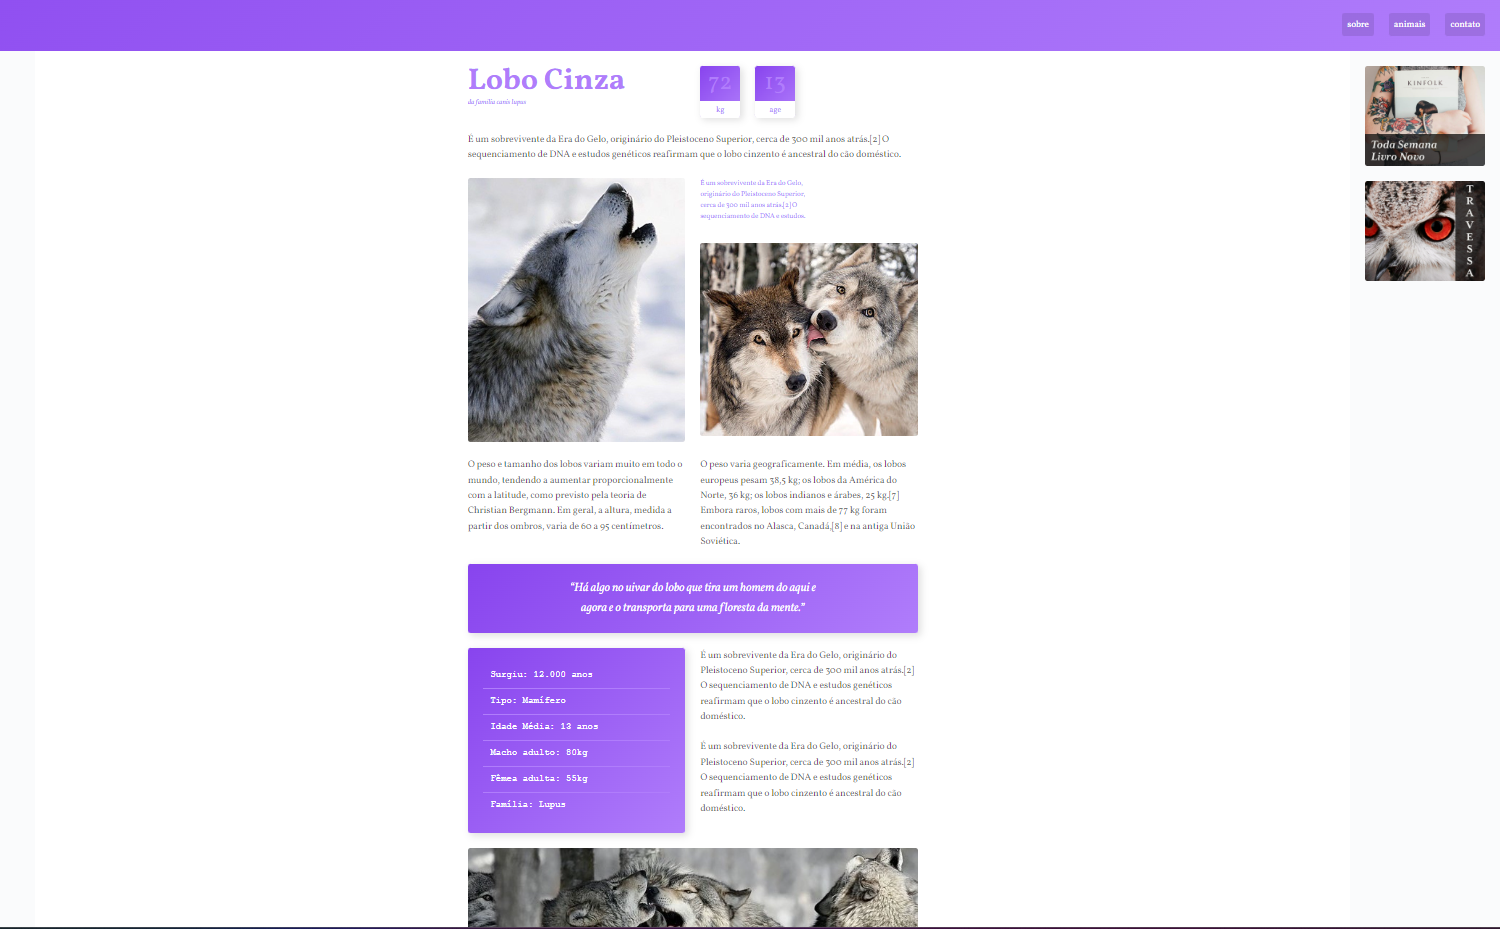 sobre
animais
contato
Lobo Cinza
da família canis lupus
72
kg
13
age
É um sobrevivente da Era do Gelo, originário do Pleistoceno Superior, cerca de 300 mil anos atrás.[2] O
sequenciamento de DNA e estudos genéticos reafirmam que o lobo cinzento é ancestral do cão doméstico.
É um sobrevivente da Era do Gelo,
originário do Pleistoceno Superior,
cerca de 300 mil anos atrás.[2] O
sequenciamento de DNA e estudos.
O peso e tamanho dos lobos variam muito em todo o
mundo, tendendo a aumentar proporcionalmente
com a latitude, como previsto pela teoria de
Christian Bergmann. Em geral, a altura, medida a
partir dos ombros, varia de 60 a 95 centímetros.
O peso varia geograficamente. Em média, os lobos
europeus pesam 38,5 kg; os lobos da América do
Norte, 36 kg; os lobos indianos e árabes, 25 kg.[7]
Embora raros, lobos com mais de 77 kg foram
encontrados no Alasca, Canadá,[8] e na antiga União
Soviética.
“Há algo no uivar do lobo que tira um homem do aqui e
agora e o transporta para uma floresta da mente.”
Surgiu: 12.000 anos
Tipo: Mamífero
Idade Média: 13 anos
Macho adulto: 80kg
Fêmea adulta: 55kg
Família: Lupus
É um sobrevivente da Era do Gelo, originário do
Pleistoceno Superior, cerca de 300 mil anos atrás.[2]
O sequenciamento de DNA e estudos genéticos
reafirmam que o lobo cinzento é ancestral do cão
doméstico.
É um sobrevivente da Era do Gelo, originário do
Pleistoceno Superior, cerca de 300 mil anos atrás.[2]
O sequenciamento de DNA e estudos genéticos
reafirmam que o lobo cinzento é ancestral do cão
doméstico.
KINFOLK
Toda Semana
Livro Novo
TRAVESSA